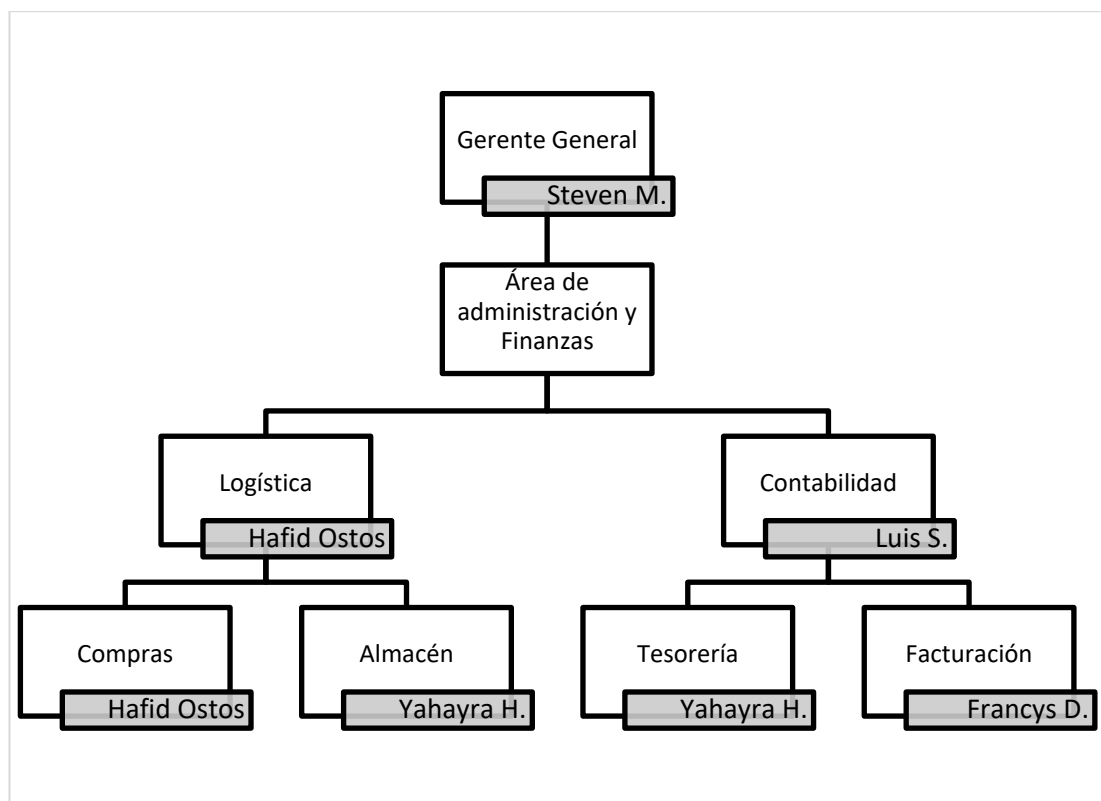 Gerente General
Steven M.
Área de
administración y
Finanzas
Logística
Hafid Ostos
Contabilidad
Luis S.
Compras
Hafid Ostos
Almacén
Yahayra H.
Tesorería
Yahayra H.
Facturación
Francys D.